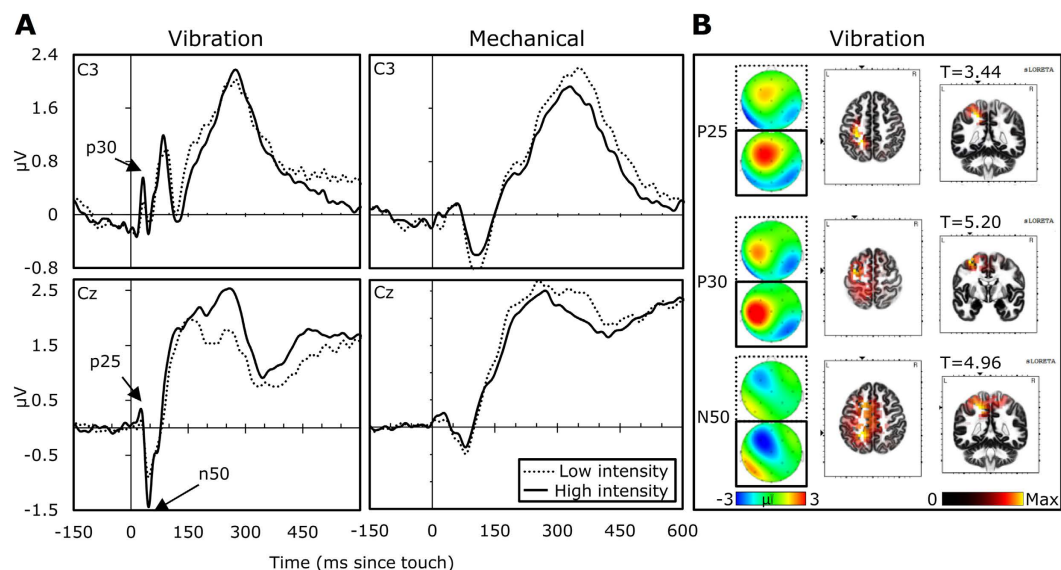 A
Vibration
Mechanical
B
Vibration
2.4
1.6
0.8
0
-0.8
µV
C3
p30
C3
2.5
1.5
0.5
-0.5
-1.5
µV
Cz
p25
n50
Cz
Low intensity
High intensity
-150 0 150 300 450 -150 0 150 300 450 600
Time (ms since touch)
P25
L R
T=3.44
sLORETA
L R
P30
L R
T=5.20
sLORETA
L R
N50
L R
T=4.96
sLORETA
L R
-3 µV 3
0 Max